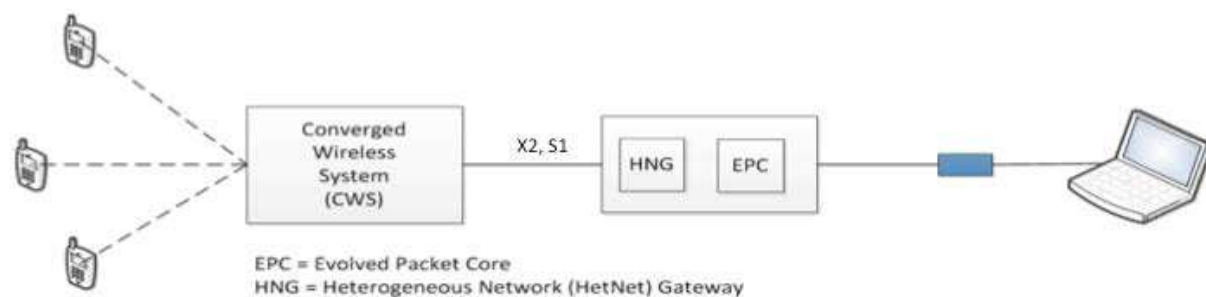 Converged
Wireless
System
(CWS)
X2, S1
HNG
EPC
EPC = Evolved Packet Core
HNG = Heterogeneous Network (HetNet) Gateway